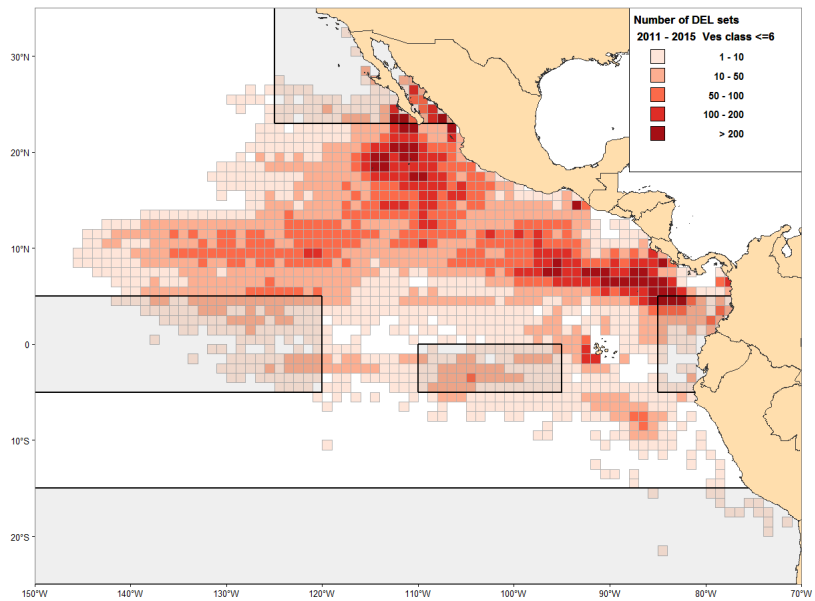 Number of DEL sets
2011 - 2015 Ves class <=6
1 - 10
10 - 50
50 - 100
100 - 200
> 200
30°N
20°N
10°N
0
10°S
20°S
150°W 140°W 130°W 120°W 110°W 100°W 90°W 80°W 70°W